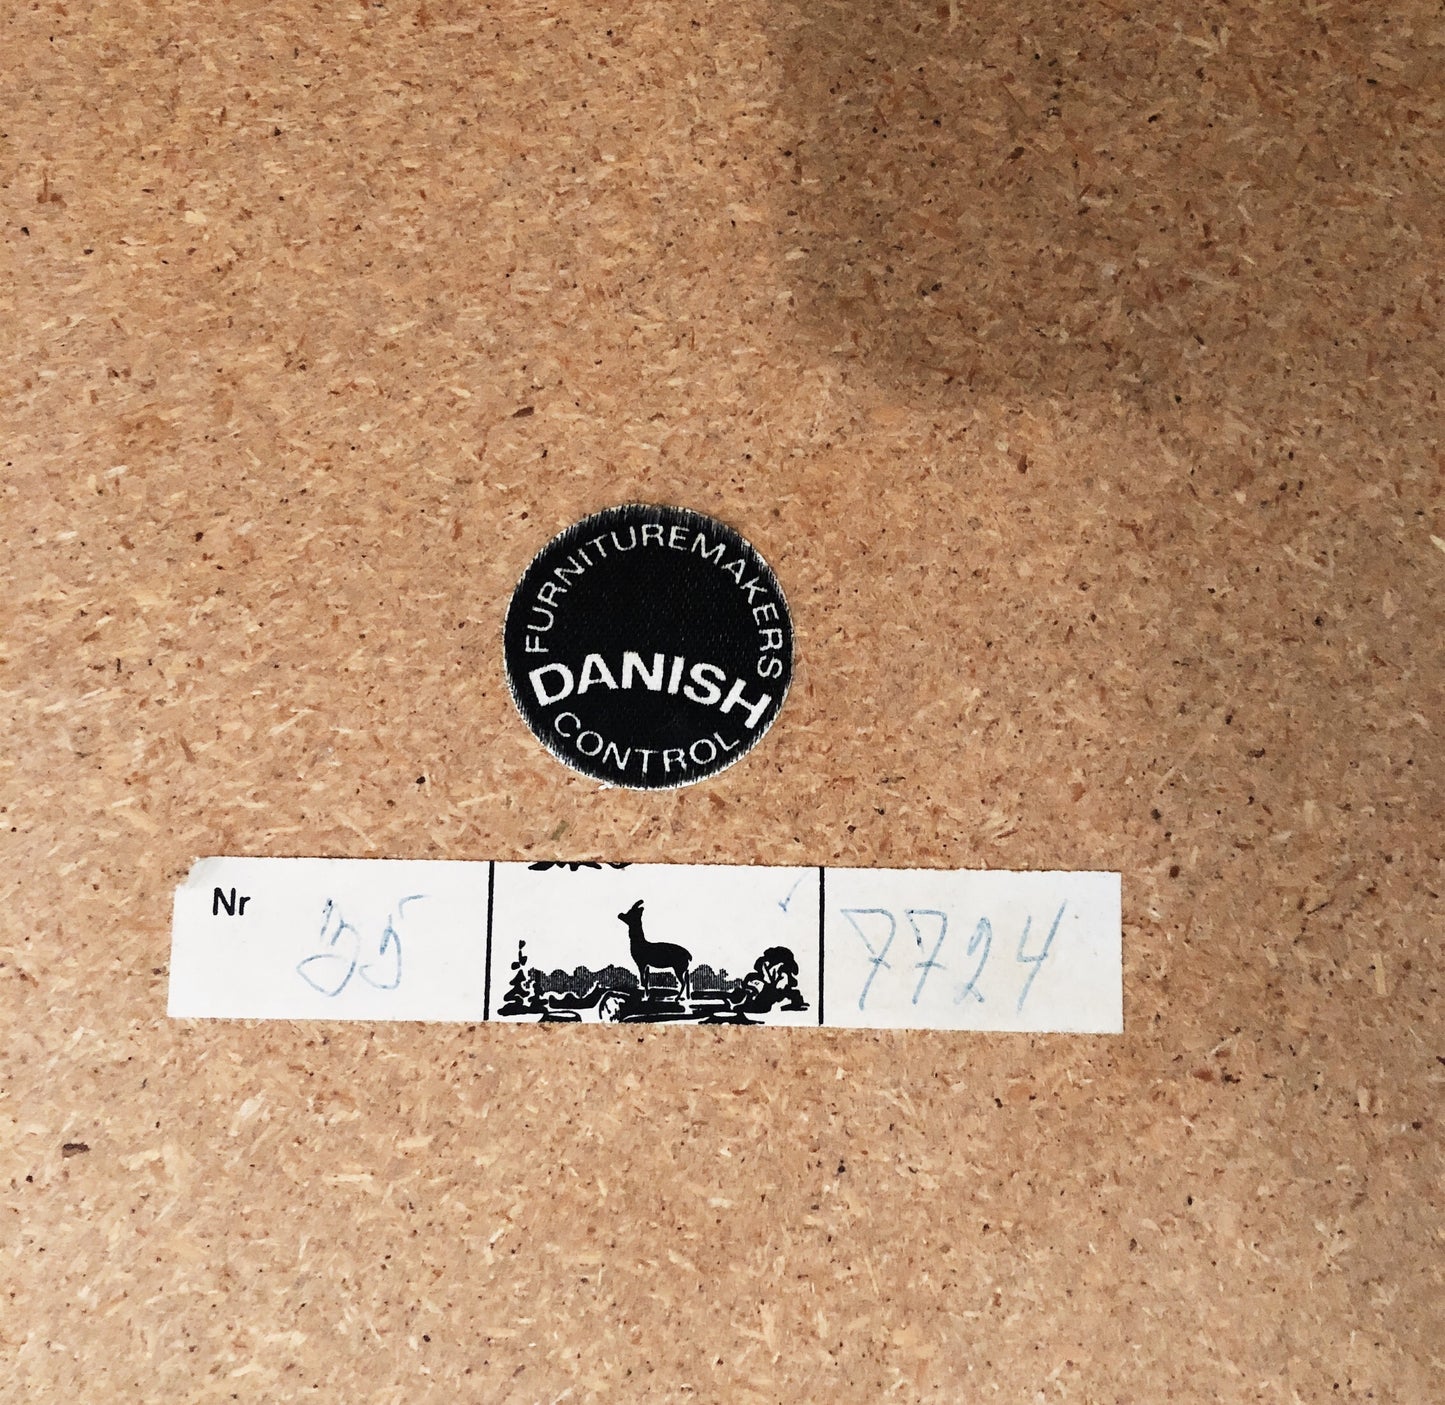 FURNITUREMAKERS
DANISH
CONTROL
Nr 35 7724